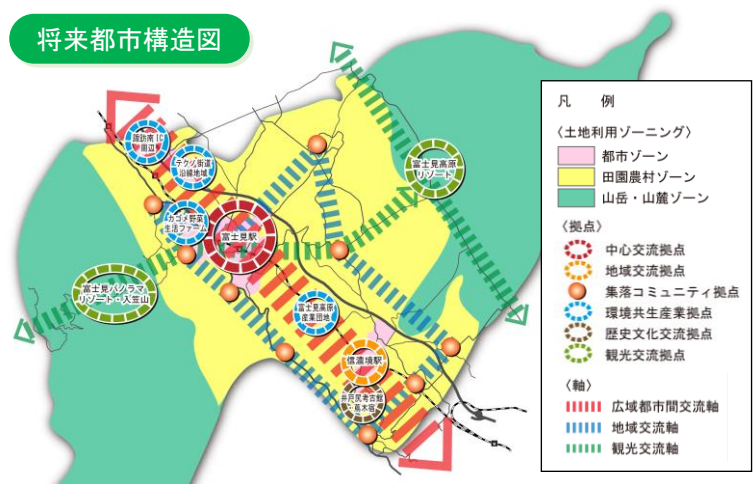 将来都市構造図
諏訪南IC
周辺
テクノ街道
沿線地域
富士見高原
リゾート
カゴメ野菜
生活ファーム
富士見駅
富士見パノラマ
リゾート・入笠山
富士見高原
産業団地
信濃境駅
井戸尻考古館
・蔦木宿
凡　例
〈土地利用ゾーニング〉
都市ゾーン
田園農村ゾーン
山岳・山麓ゾーン
〈拠点〉
中心交流拠点
地域交流拠点
集落コミュニティ拠点
環境共生産業拠点
歴史文化交流拠点
観光交流拠点
〈軸〉
広域都市間交流軸
地域交流軸
観光交流軸